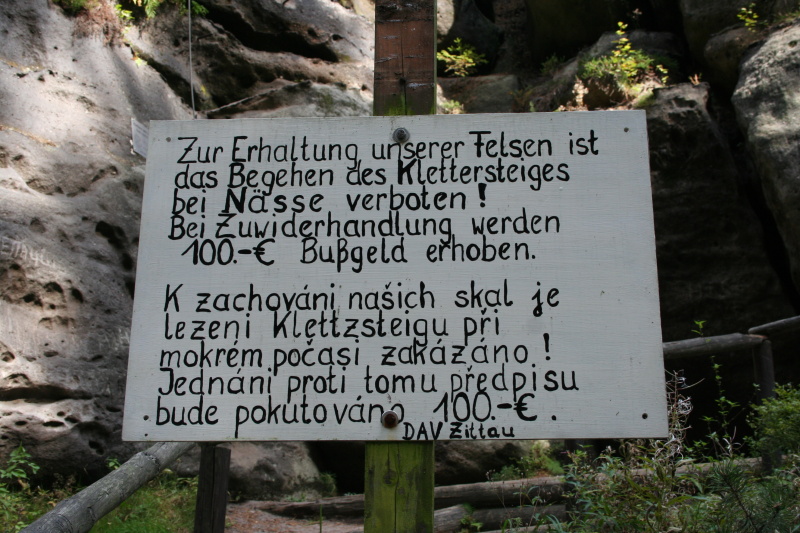 Zur Erhaltung unserer Felsen ist
das Begehen des Klettersteiges
bei Nässe verboten !
Bei Zuwiderhandlung werden
100.-€ Bußgeld erhoben.
K zachováni našich skal je
lezeni Klettzsteigu při
mokrém počasi zakázáno !
Jednáni proti tomu předpisu
bude pokutováno 100.-€ .
DAV Zittau